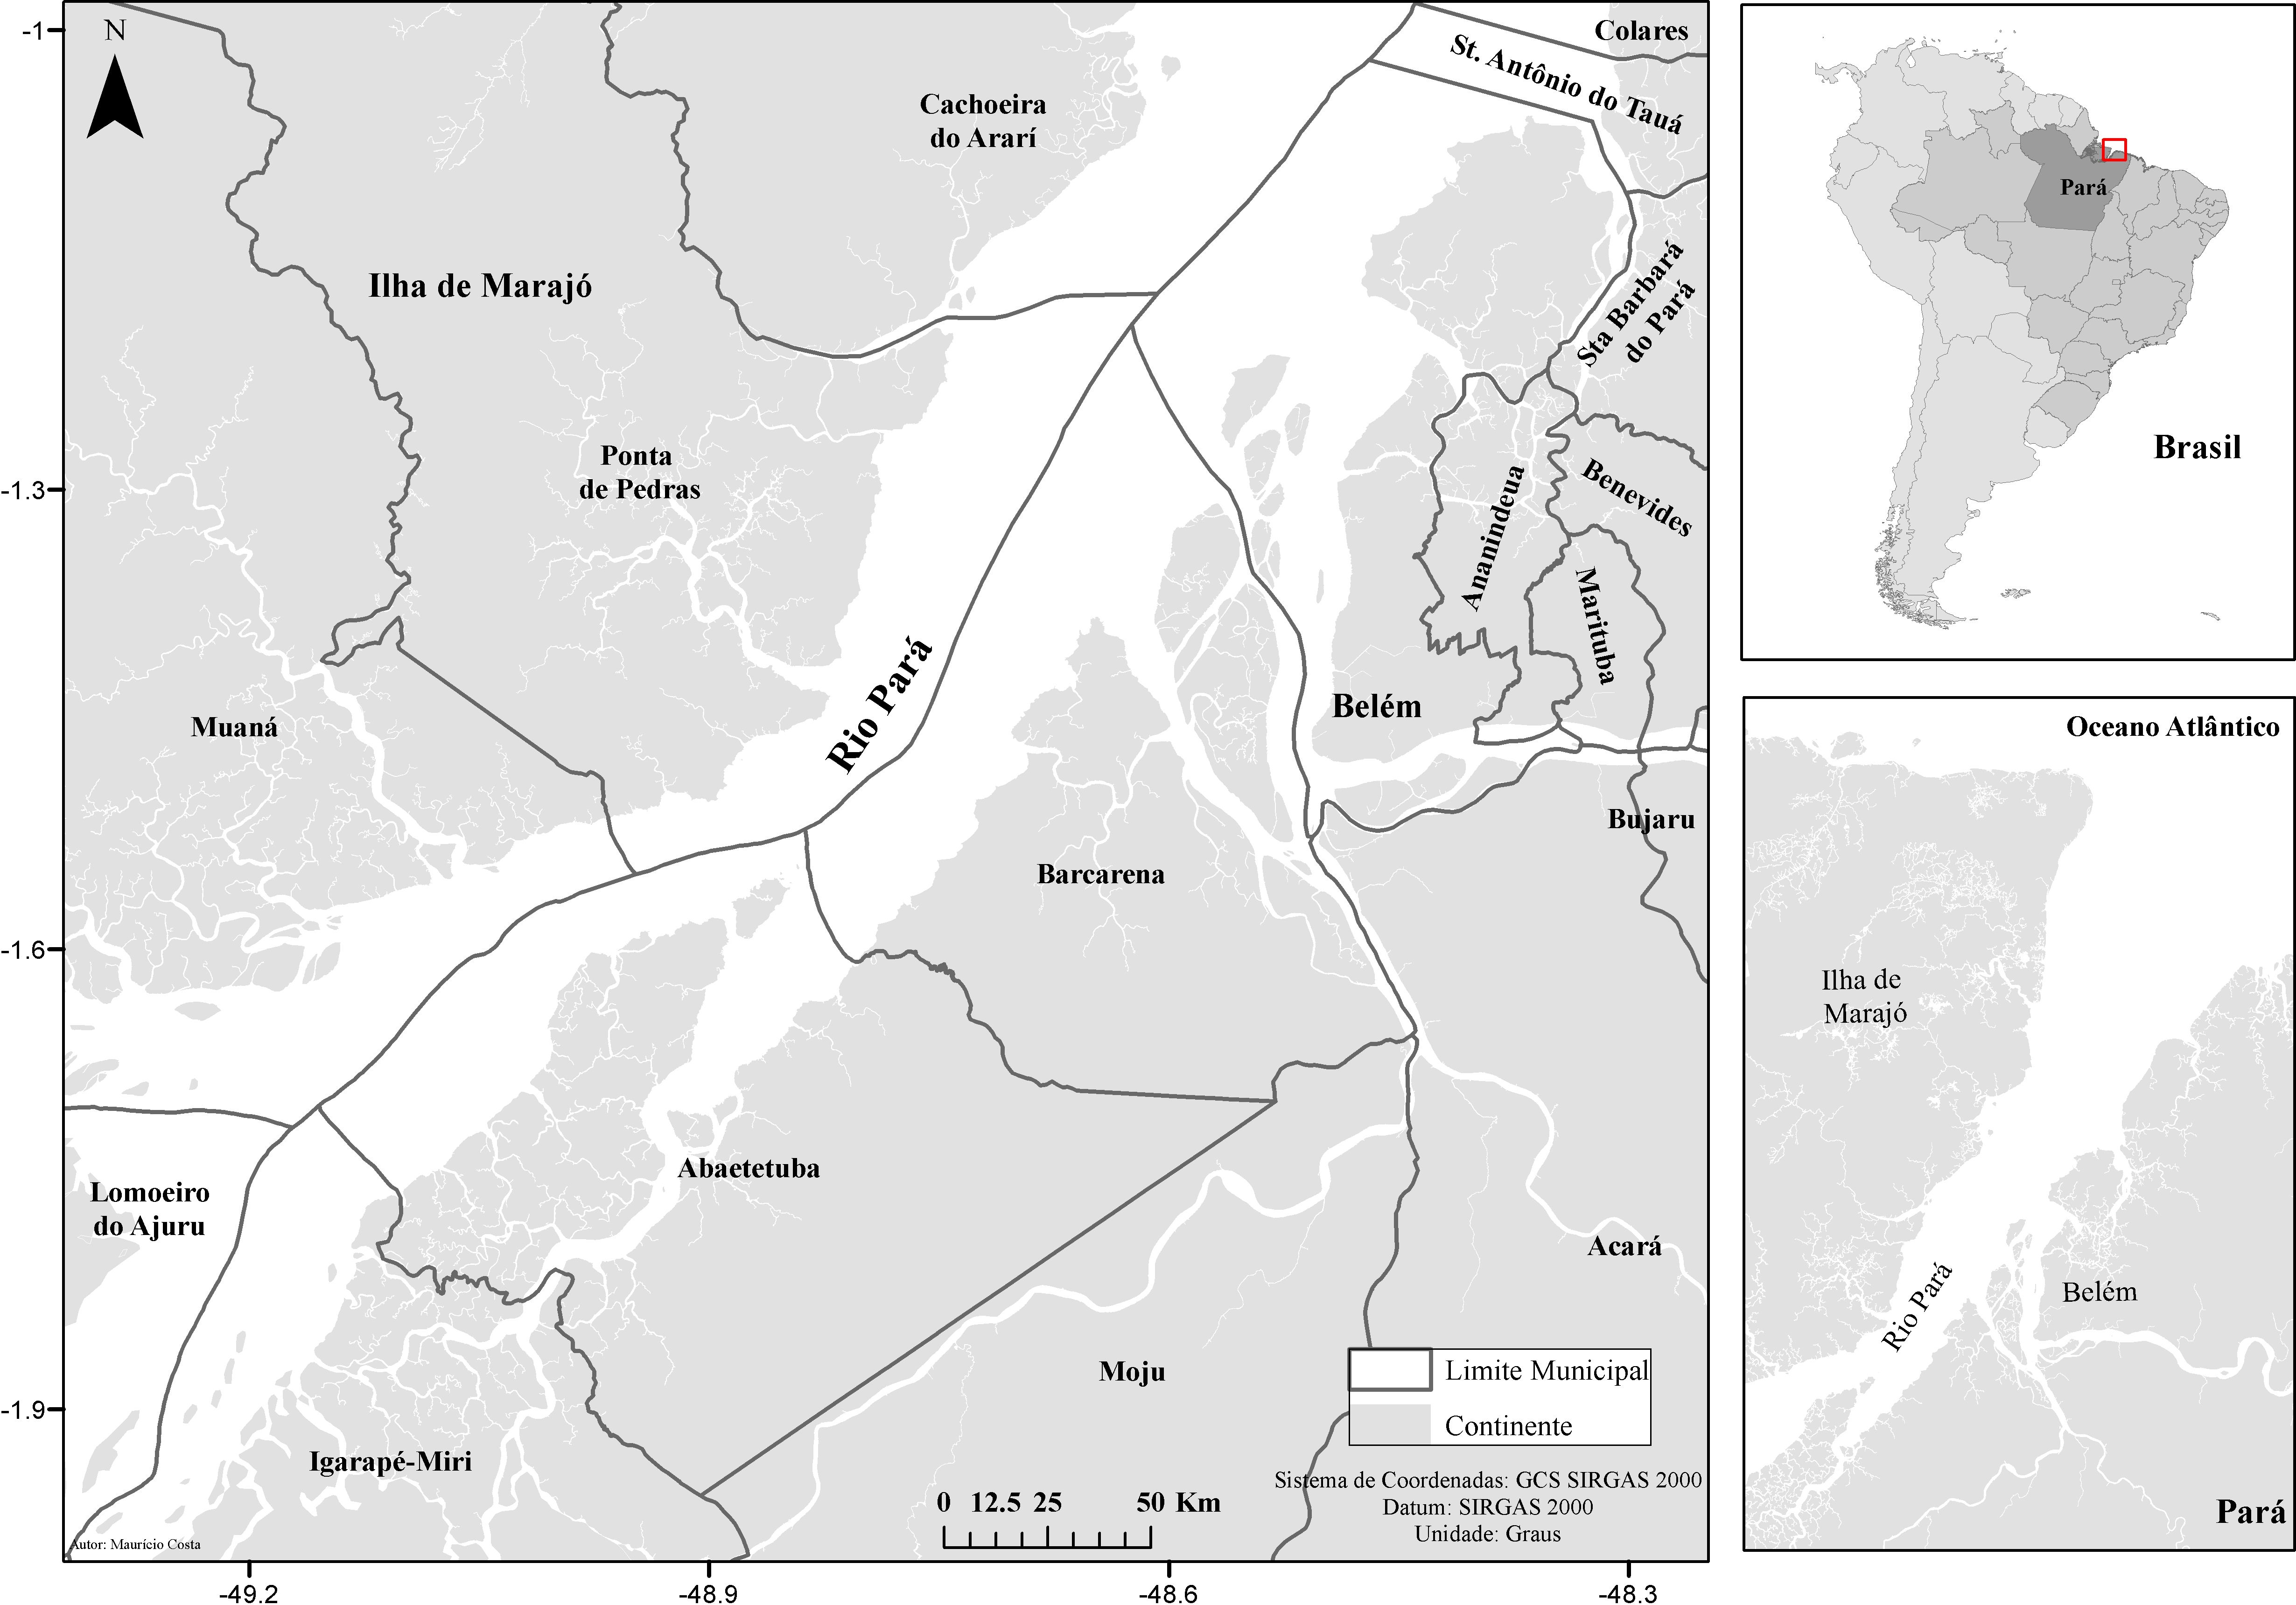 N
-1
-1.3
-1.6
-1.9
-49.2
-48.9
-48.6
-48.3
Colares
St. Antônio do Tauá
Cachoeira
do Ararí
Ilha de Marajó
Sta Barbará
do Pará
Ponta
de Pedras
Benevides
Ananindeua
Marituba
Rio Pará
Belém
Muaná
Bujaru
Barcarena
Abaetetuba
Lomoeiro
do Ajuru
Acará
Moju
Igarapé-Miri
Limite Municipal
Continente
Sistema de Coordenadas: GCS SIRGAS 2000
Datum: SIRGAS 2000
Unidade: Graus
0 12.5 25 50 Km
Autor: Maurício Costa
Pará
Brasil
Oceano Atlântico
Ilha de
Marajó
Rio Pará
Belém
Pará